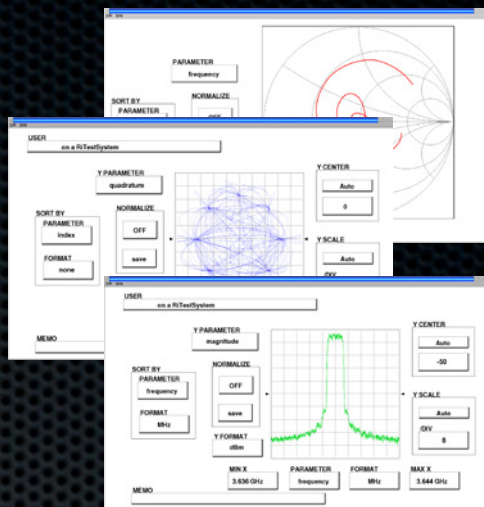 PARAMETER
frequency
SORT BY
NORMALIZE
PARAMETER
OFF
USER
on a RiTestSystem
Y PARAMETER
quadrature
Y CENTER
Auto
0
SORT BY
PARAMETER
index
NORMALIZE
OFF
FORMAT
none
save
Y SCALE
Auto
/DIV
MEMO
USER
on a RiTestSystem
Y PARAMETER
magnitude
Y CENTER
Auto
-50
SORT BY
PARAMETER
frequency
NORMALIZE
OFF
FORMAT
MHz
save
Y SCALE
Auto
/DIV
8
Y FORMAT
dBm
MIN X
PARAMETER
FORMAT
MAX X
3.636 GHz
frequency
MHz
3.644 GHz
MEMO